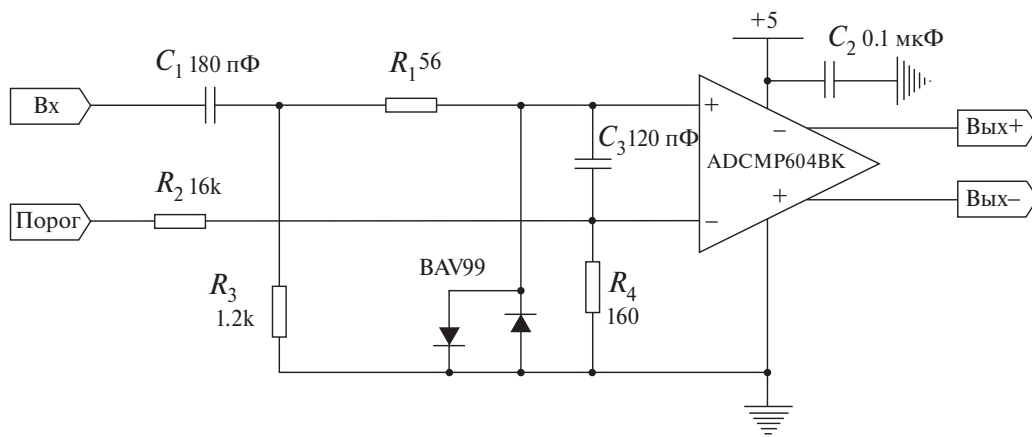 +5
C₂ 0.1 мкФ
C₁ 180 пФ
R₁ 56
Вх
+
−
Вых+
C₃ 120 пФ
ADCMP604BK
R₂ 16k
+
Вых−
Порог
−
BAV99
R₃
1.2k
R₄
160